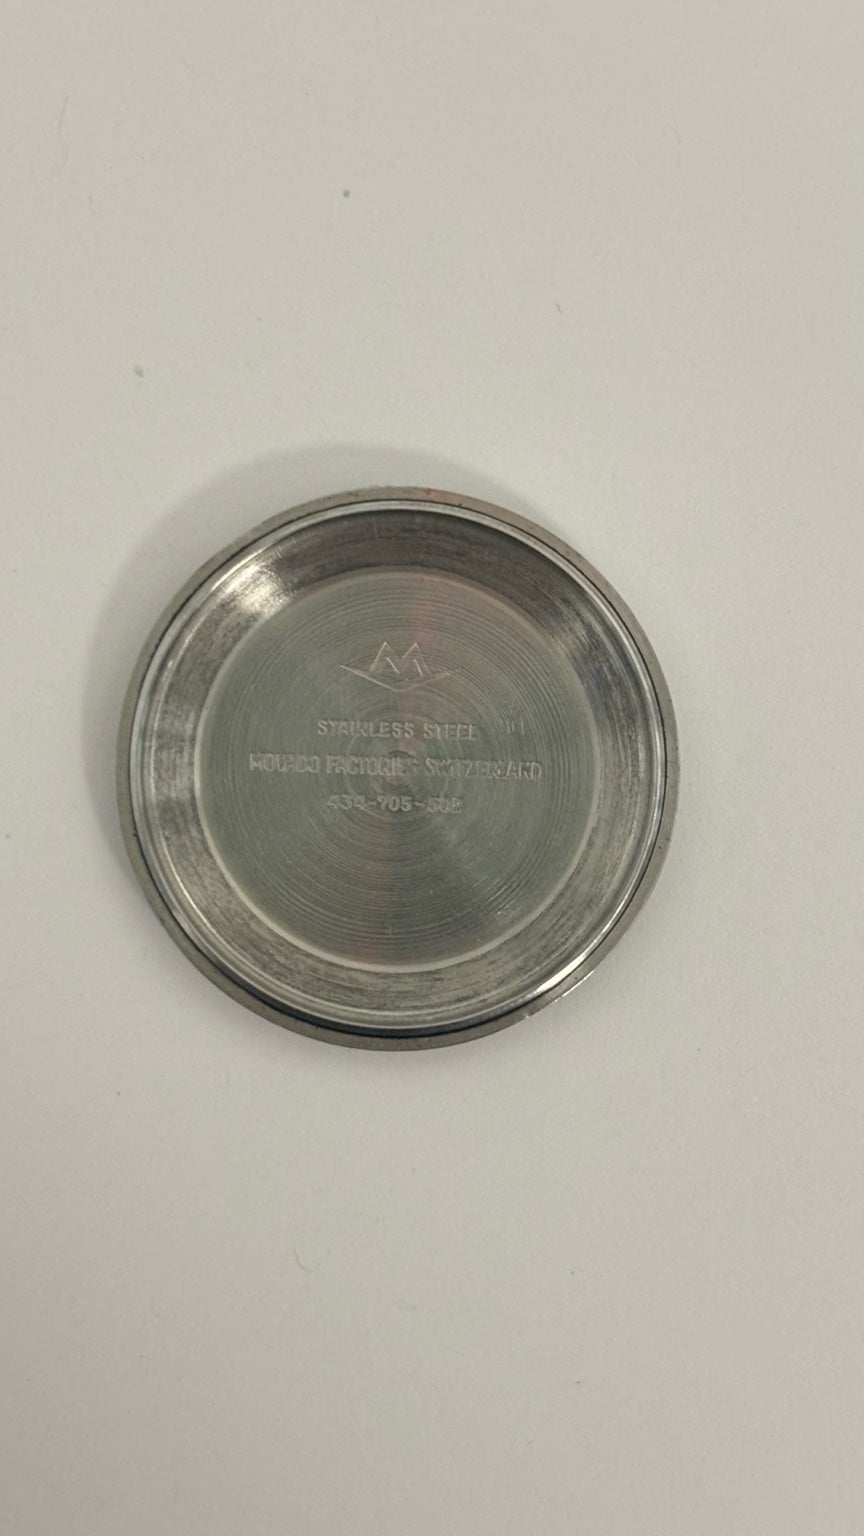 M
STAINLESS STEEL
MOVADO FACTORIES SWITZERLAND
434-705-502